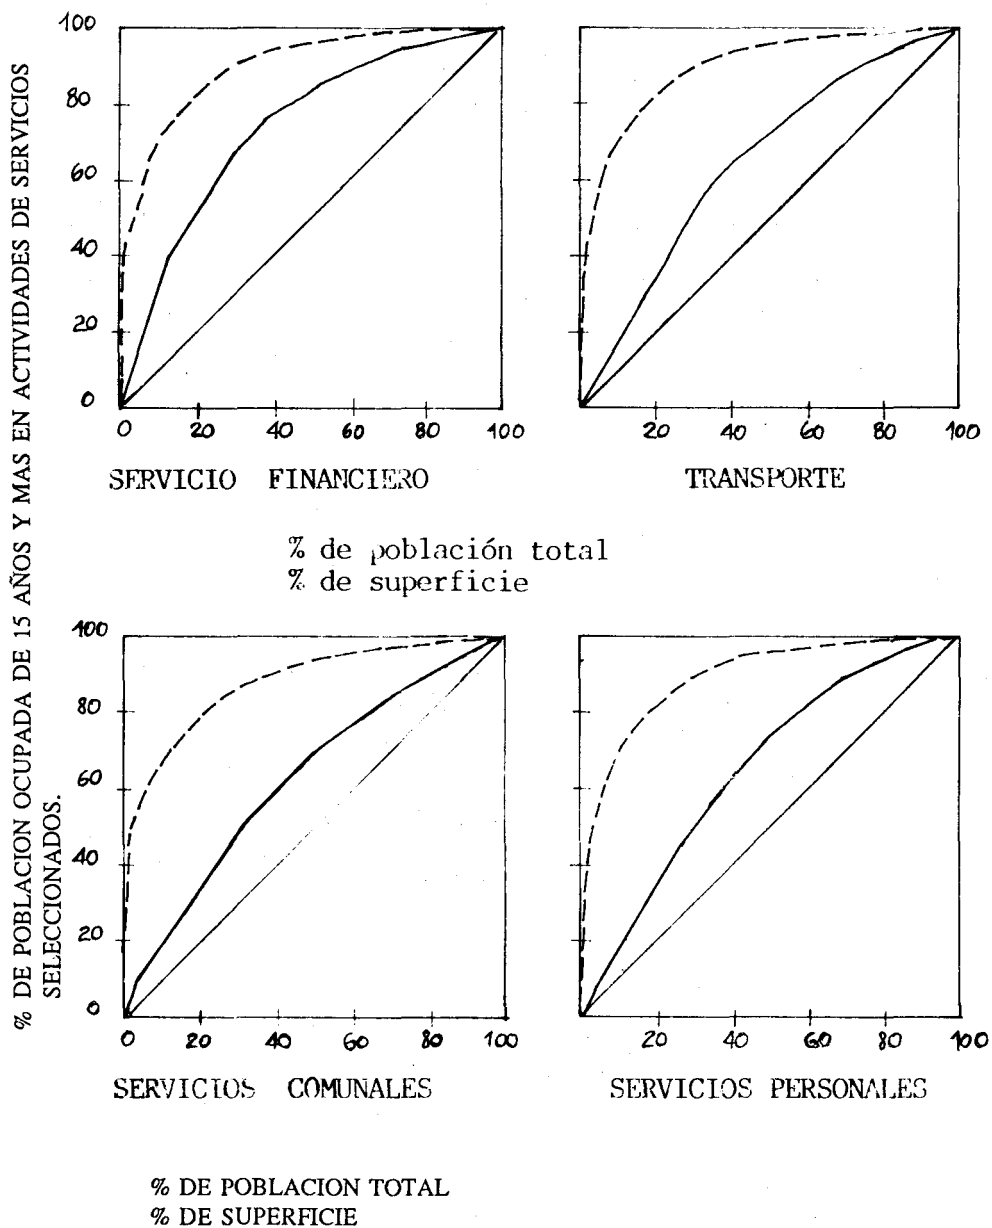 % DE POBLACION OCUPADA DE 15 AÑOS Y MAS EN ACTIVIDADES DE SERVICIOS
SELECCIONADOS.
100
80
60
40
20
0
0 20 40 60 80 100
20 40 60 80 100
SERVICIO FINANCIERO
TRANSPORTE
% de población total
% de superficie
100
80
60
40
20
0
0 20 40 60 80 100
20 40 60 80 100
SERVICIOS COMUNALES
SERVICIOS PERSONALES
% DE POBLACION TOTAL
% DE SUPERFICIE